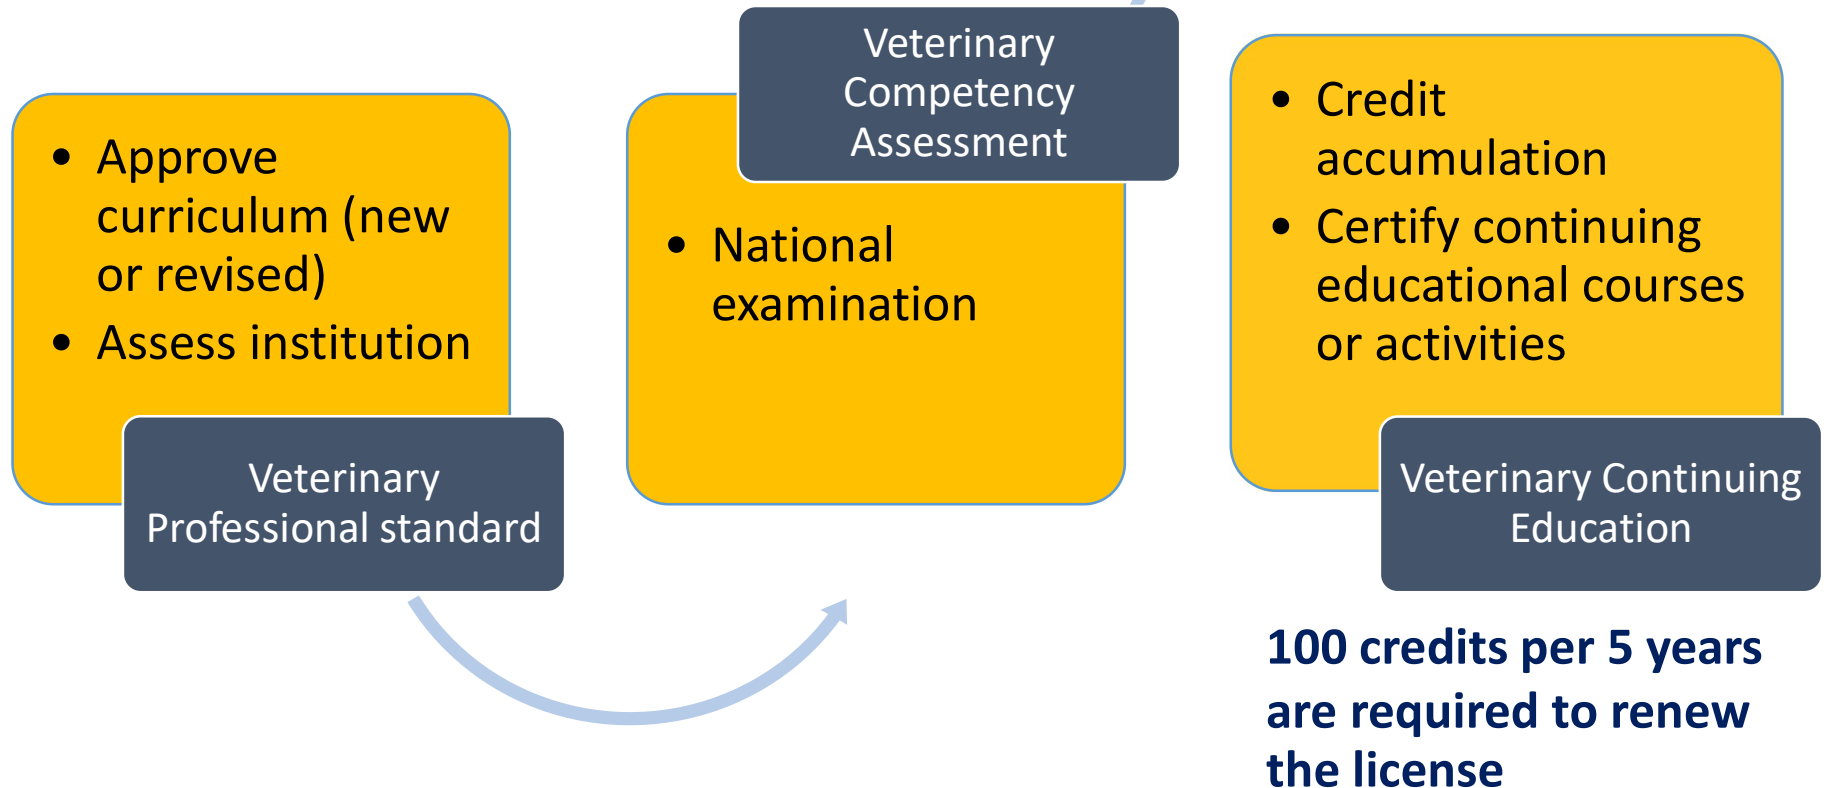 • Approve
curriculum (new
or revised)
• Assess institution
Veterinary
Professional standard
Veterinary
Competency
Assessment
• National
examination
• Credit
accumulation
• Certify continuing
educational courses
or activities
Veterinary Continuing
Education
100 credits per 5 years
are required to renew
the license